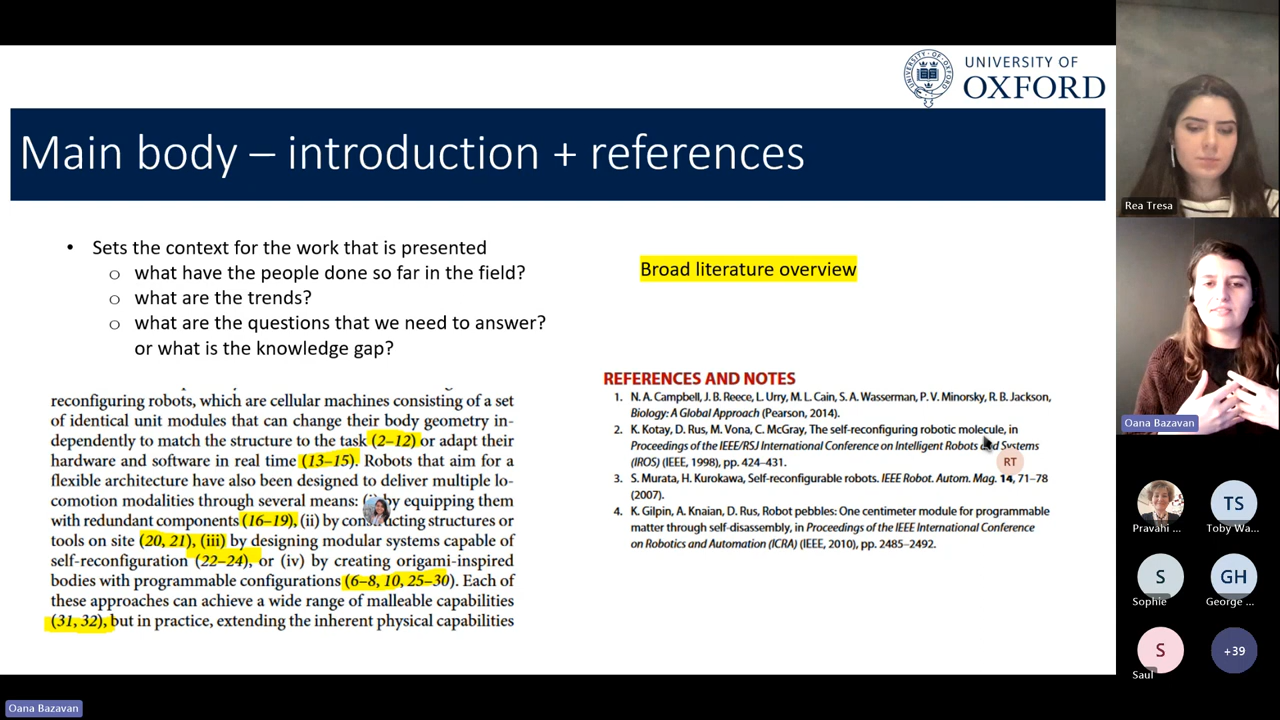 UNIVERSITY OF
OXFORD
Main body – introduction + references
• Sets the context for the work that is presented
o what have the people done so far in the field?
o what are the trends?
o what are the questions that we need to answer?
or what is the knowledge gap?
Broad literature overview
reconfiguring robots, which are cellular machines consisting of a set
of identical unit modules that can change their body geometry in-
dependently to match the structure to the task (2–12) or adapt their
hardware and software in real time (13–15). Robots that aim for a
flexible architecture have also been designed to deliver multiple lo-
comotion modalities through several means: by equipping them
with redundant components (16–19), (ii) by constructing structures or
tools on site (20, 21), (iii) by designing modular systems capable of
self-reconfiguration (22–24), or (iv) by creating origami-inspired
bodies with programmable configurations (6–8, 10, 25–30). Each of
these approaches can achieve a wide range of malleable capabilities
(31, 32), but in practice, extending the inherent physical capabilities
REFERENCES AND NOTES
1. N. A. Campbell, J. B. Reece, L. Urry, M. L. Cain, S. A. Wasserman, P. V. Minorsky, R. B. Jackson,
Biology: A Global Approach (Pearson, 2014).
2. K. Kotay, D. Rus, M. Vona, C. McGray, The self-reconfiguring robotic molecule, in
Proceedings of the IEEE/RSJ International Conference on Intelligent Robots and Systems
(IROS) (IEEE, 1998), pp. 424–431.
3. S. Murata, H. Kurokawa, Self-reconfigurable robots. IEEE Robot. Autom. Mag. 14, 71–78
(2007).
4. K. Gilpin, A. Knaian, D. Rus, Robot pebbles: One centimeter module for programmable
matter through self-disassembly, in Proceedings of the IEEE International Conference
on Robotics and Automation (ICRA) (IEEE, 2010), pp. 2485–2492.
RT
Rea Tresa
Oana Bazavan
Pravahi ...
TS
Toby Wa...
S
Sophie
GH
George ...
S
Saul
+39
Oana Bazavan